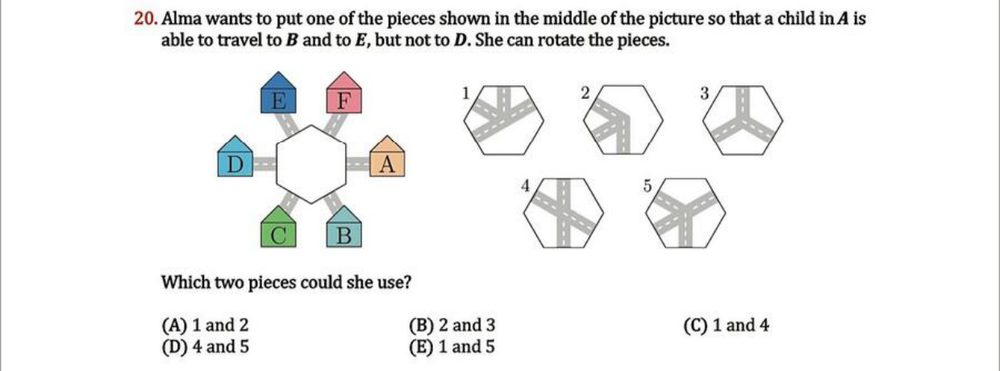 20. Alma wants to put one of the pieces shown in the middle of the picture so that a child in A is
able to travel to B and to E, but not to D. She can rotate the pieces.
E F
D A
C B
1 2 3
4 5
Which two pieces could she use?
(A) 1 and 2 (B) 2 and 3 (C) 1 and 4
(D) 4 and 5 (E) 1 and 5